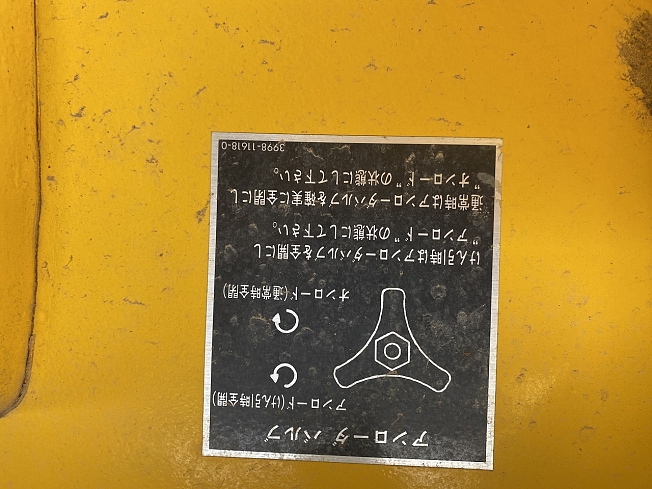 アンローダ バルブ
アンロード(けん引時全開)
オンロード(通常時全閉)
けん引時はアンローダバルブを全開にし
"アンロード"の状態にして下さい。
通常時はアンローダバルブを確実に全閉にし
"オンロード"の状態にして下さい。
3998-11618-0